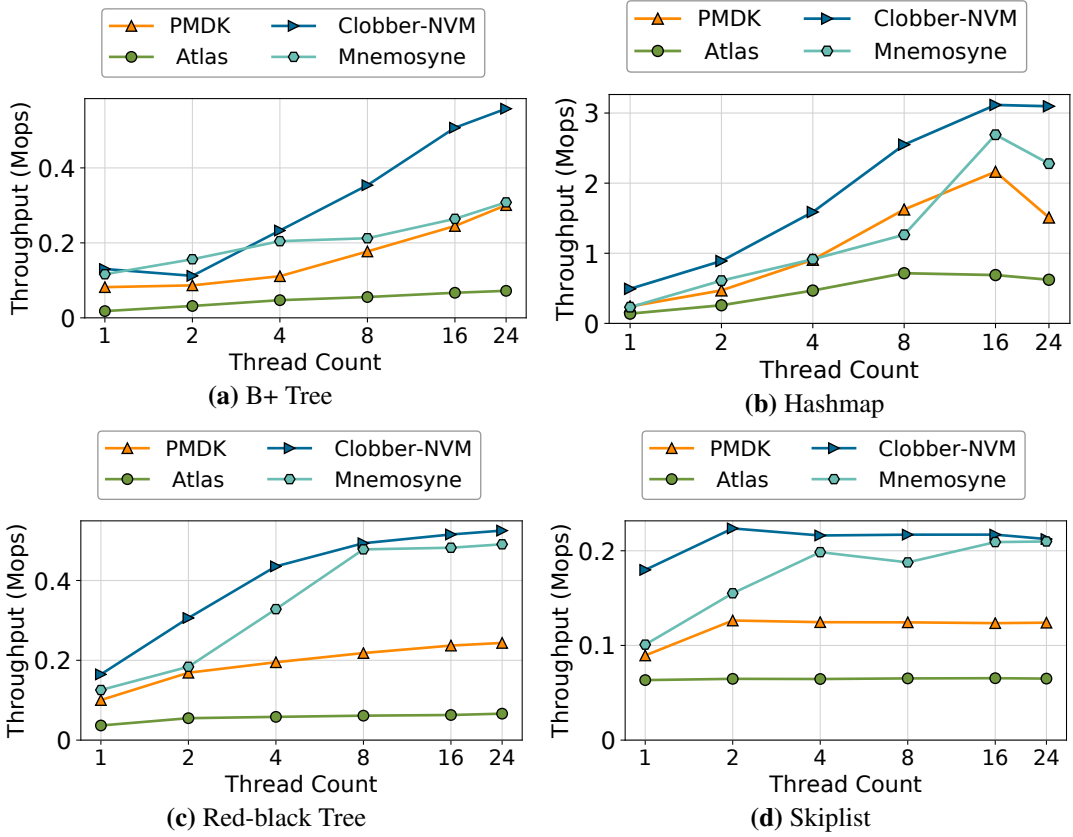 PMDK Clobber-NVM
Atlas Mnemosyne
Throughput (Mops)
0.4
0.2
0
1 2 4 8 16 24
Thread Count
(a) B+ Tree
PMDK Clobber-NVM
Atlas Mnemosyne
Throughput (Mops)
3
2
1
0
1 2 4 8 16 24
Thread Count
(b) Hashmap
PMDK Clobber-NVM
Atlas Mnemosyne
Throughput (Mops)
0.4
0.2
0
1 2 4 8 16 24
Thread Count
(c) Red-black Tree
PMDK Clobber-NVM
Atlas Mnemosyne
Throughput (Mops)
0.2
0.1
0
1 2 4 8 16 24
Thread Count
(d) Skiplist